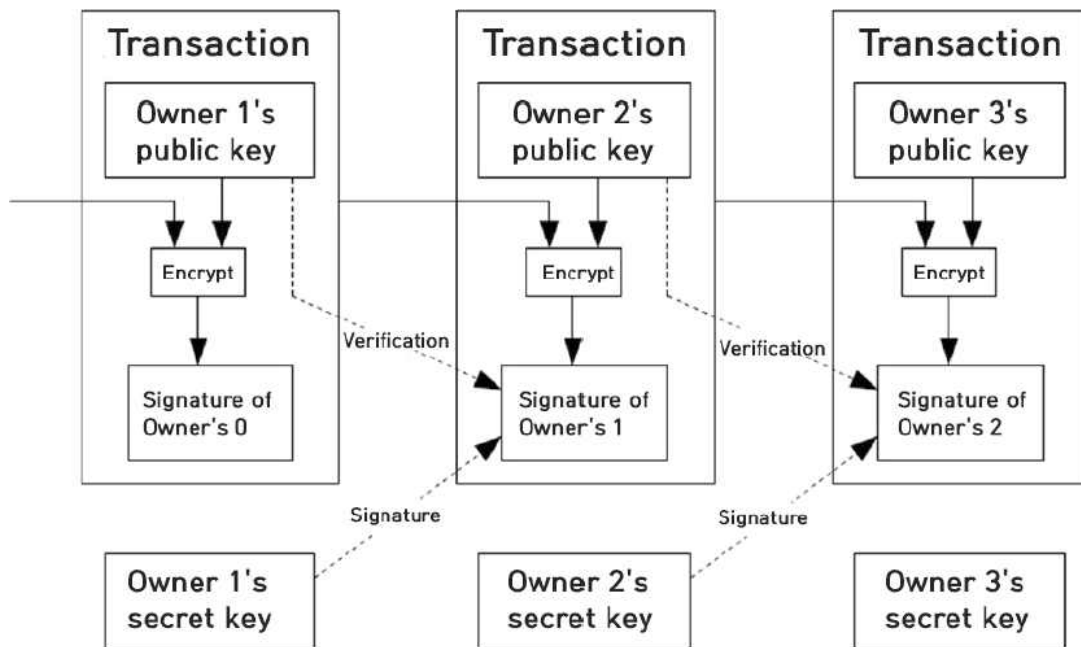 Transaction
Owner 1's
public key
Encrypt
Signature of
Owner's 0
Transaction
Owner 2's
public key
Encrypt
Signature of
Owner's 1
Transaction
Owner 3's
public key
Encrypt
Signature of
Owner's 2
Verification
Verification
Signature
Signature
Owner 1's
secret key
Owner 2's
secret key
Owner 3's
secret key